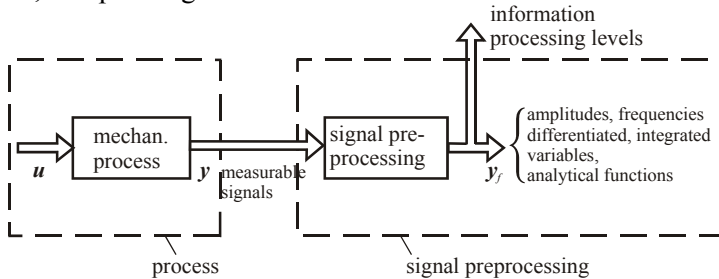 information
processing levels
mechan.
process
signal pre-
processing
amplitudes, frequencies
differentiated, integrated
variables,
analytical functions
u
y
measurable
signals
y_f
process
signal preprocessing